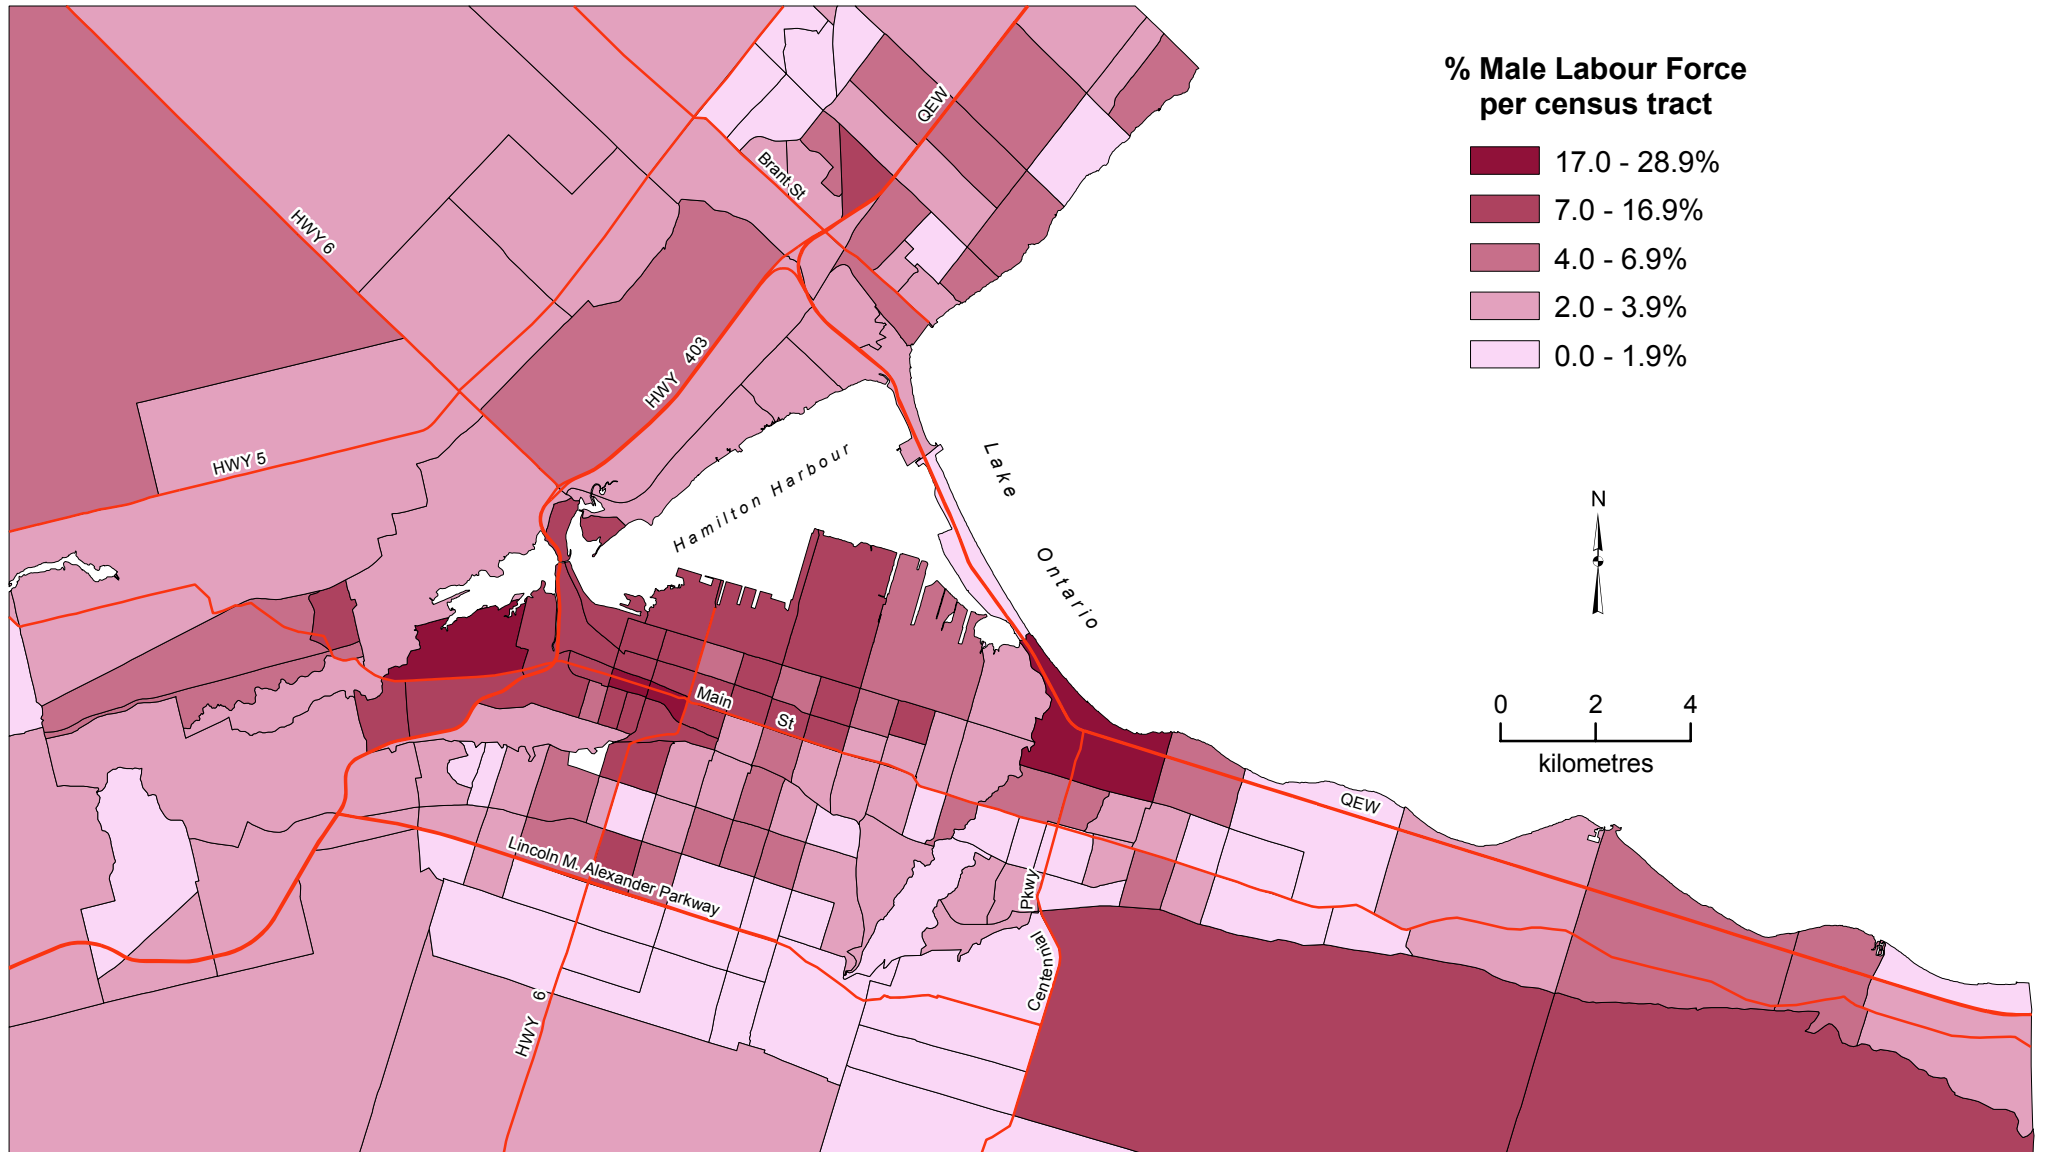 % Male Labour Force
per census tract
17.0 - 28.9%
7.0 - 16.9%
4.0 - 6.9%
2.0 - 3.9%
0.0 - 1.9%
QEW
Brant St
HWY 6
HWY 403
HWY 5
Hamilton Harbour
Lake
Ontario
N
0 2 4
kilometres
Main St
QEW
Lincoln M. Alexander Parkway
Centennial Pkwy
HWY 6